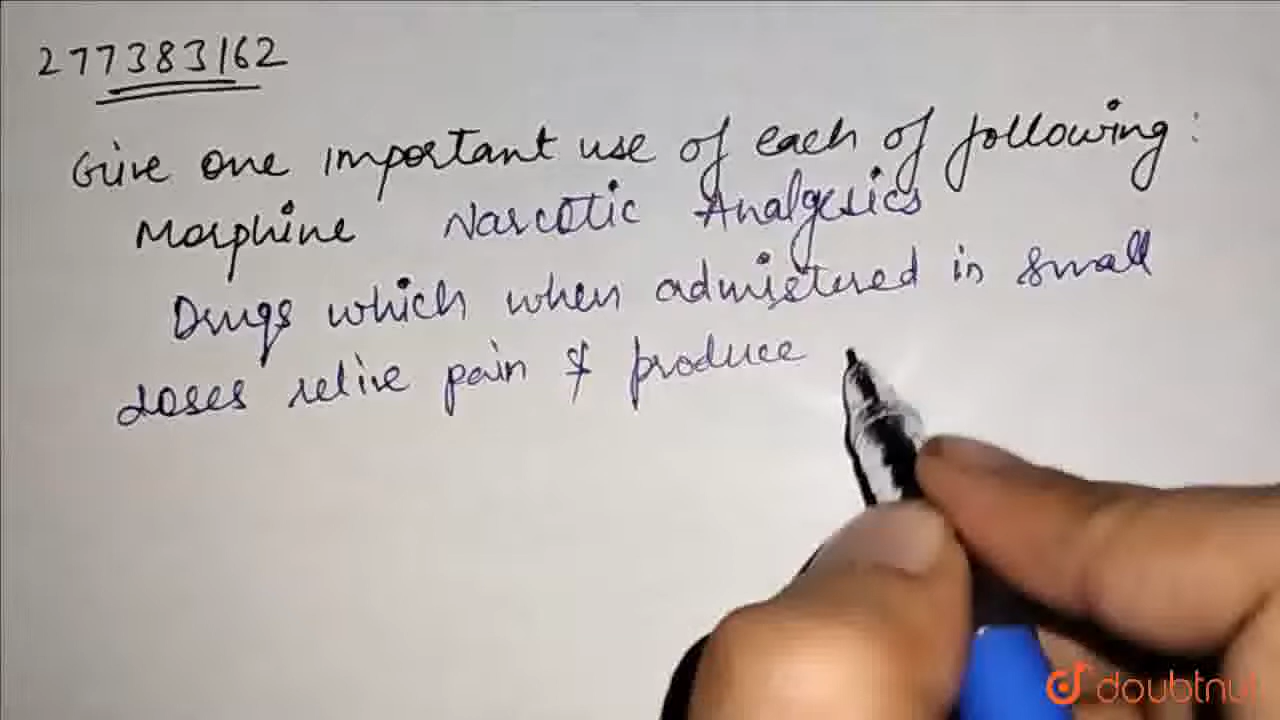 277383162
Give one important use of each of following :
Morphine Narcotic Analgesics
Drugs which when admistered in small
doses relive pain & produce
doubtnut